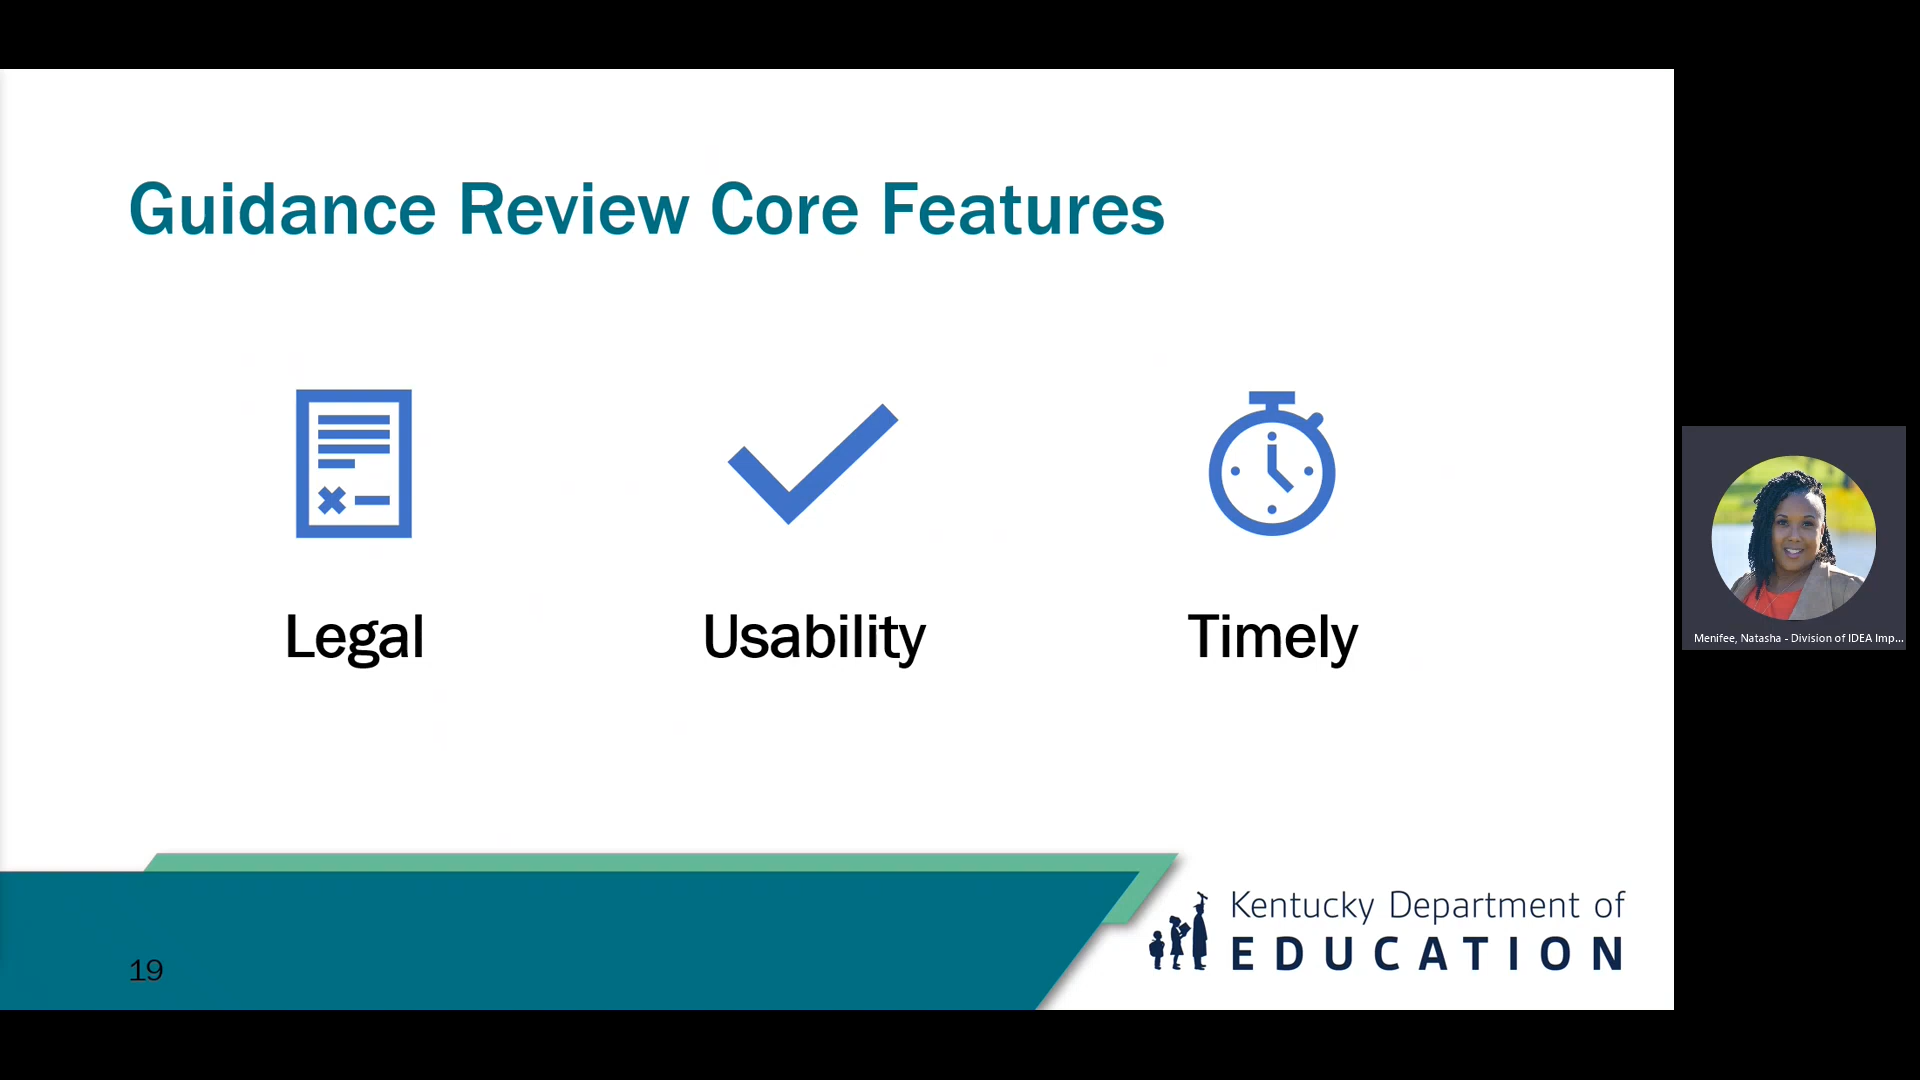 Guidance Review Core Features
Legal
Usability
Timely
Menifee, Natasha - Division of IDEA Imp...
Kentucky Department of
EDUCATION
19